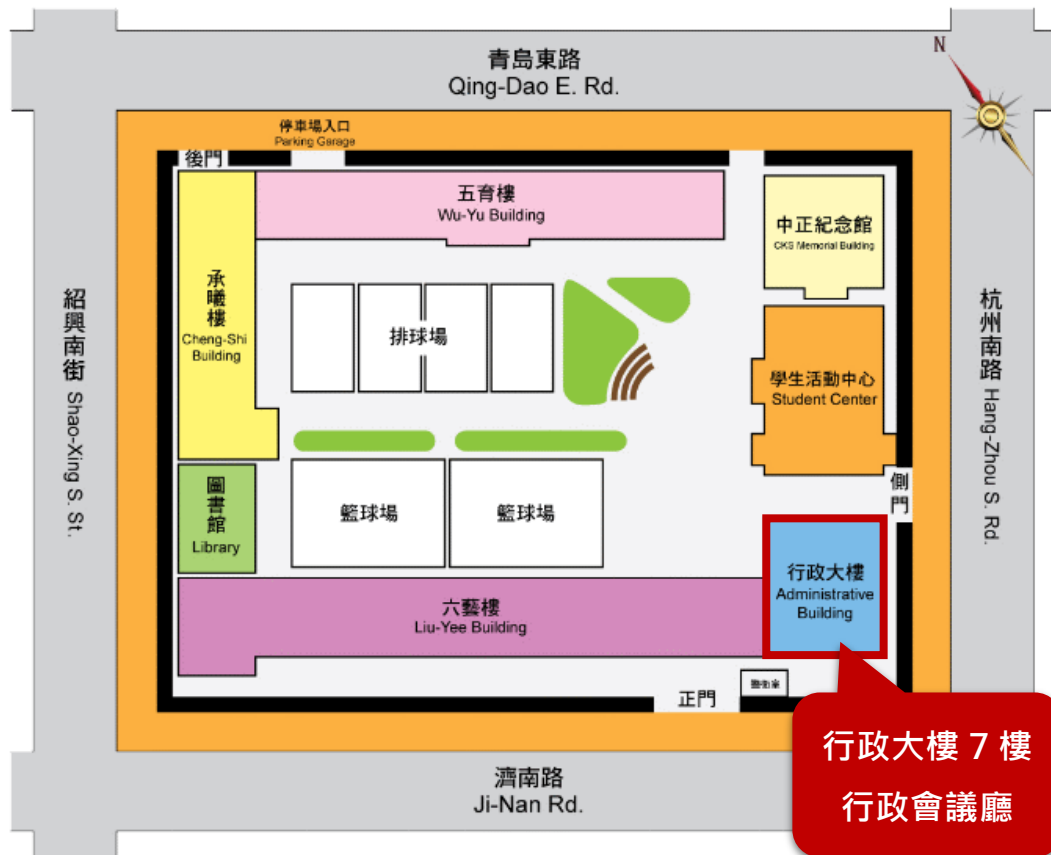 青島東路
Qing-Dao E. Rd.
N
停車場入口
Parking Garage
後門
五育樓
Wu-Yu Building
中正紀念館
CKS Memorial Building
承曦樓
Cheng-Shi
Building
排球場
學生活動中心
Student Center
紹興南街 Shao-Xing S. St.
杭州南路 Hang-Zhou S. Rd.
圖書館
Library
籃球場
籃球場
側門
行政大樓
Administrative
Building
六藝樓
Liu-Yee Building
警衛室
正門
行政大樓 7 樓
行政會議廳
濟南路
Ji-Nan Rd.